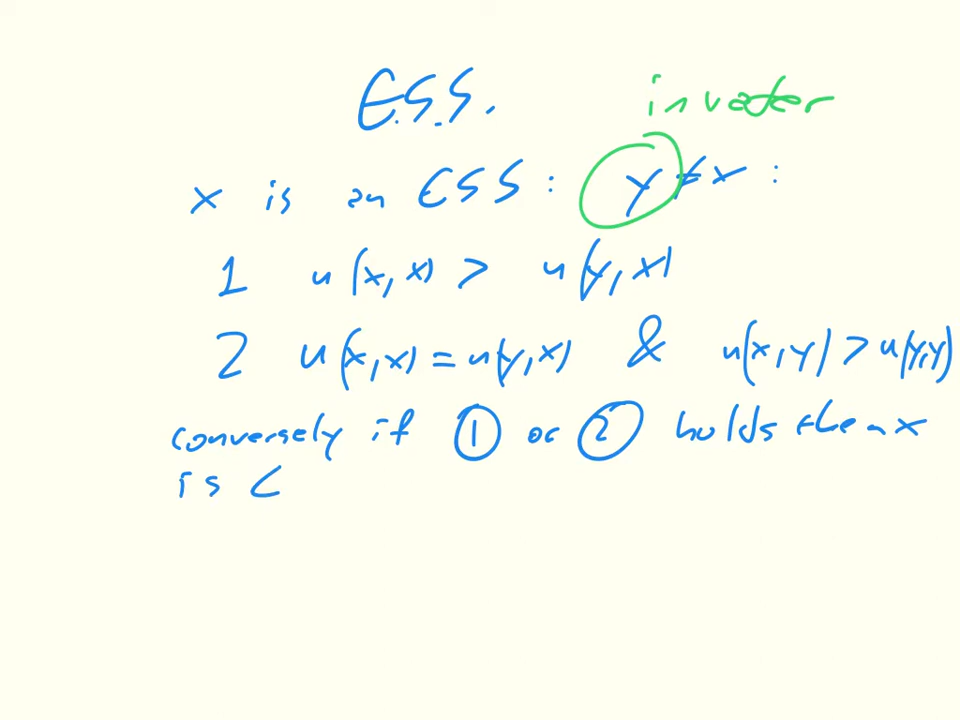 E.S.S.
invader
x is an ESS: y ≠ x :
1 u(x,x) > u(y,x)
2 u(x,x) = u(y,x) & u(x,y) > u(y,y)
conversely if ① or ② holds then x
is